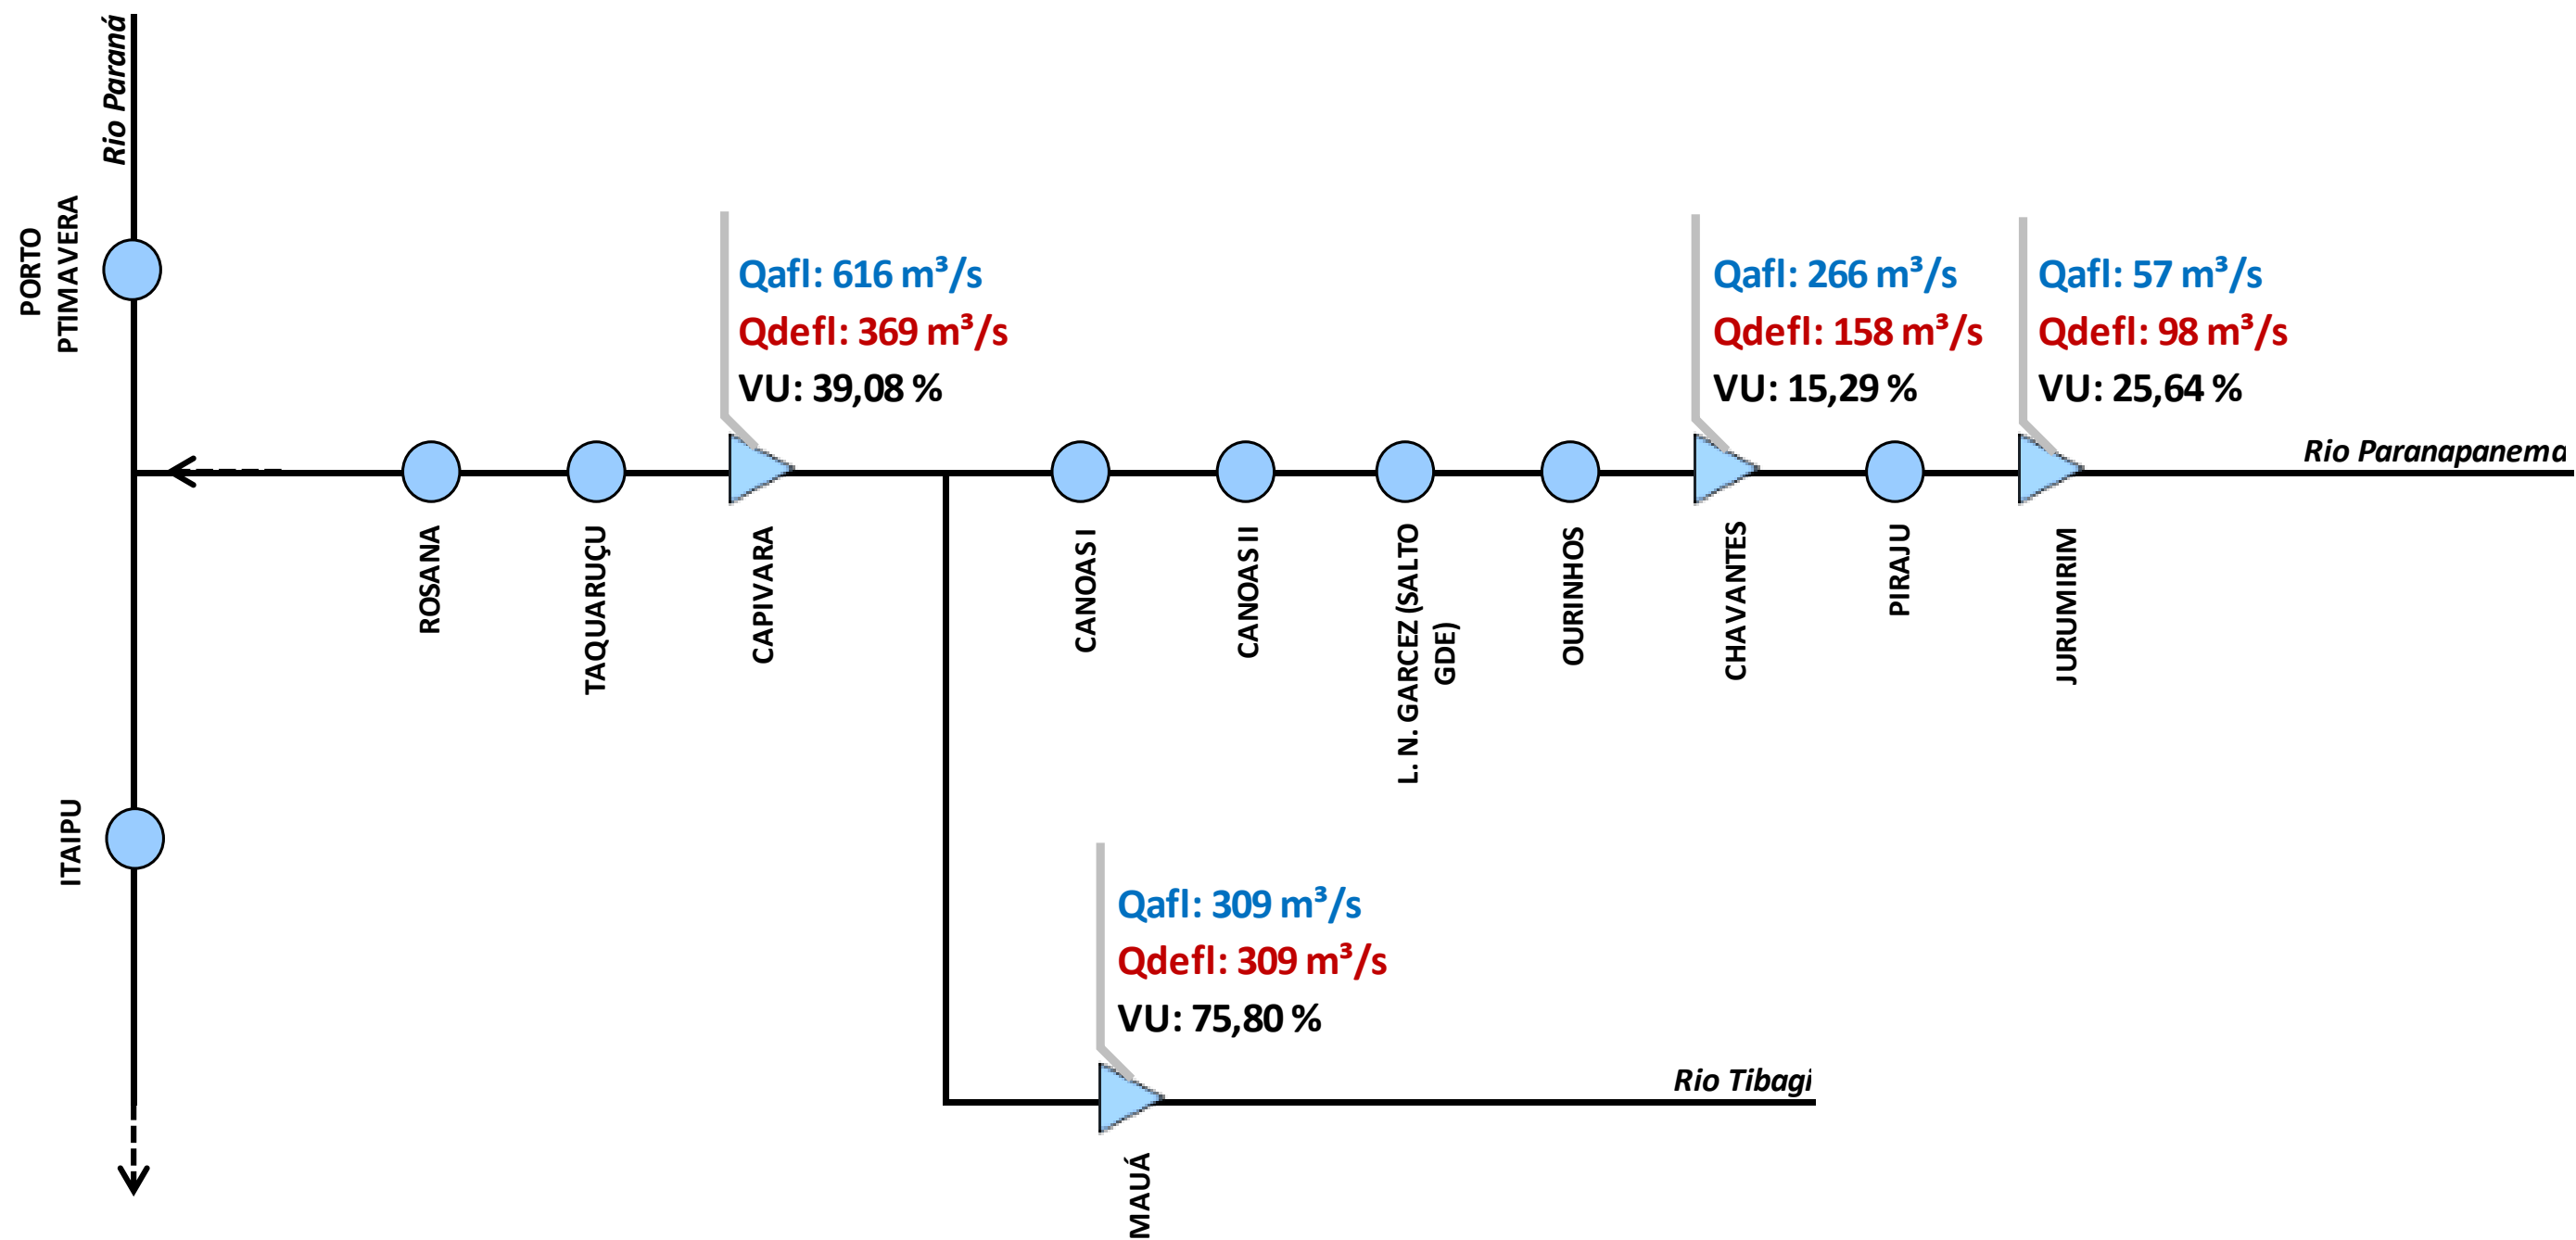 Rio Paraná
PORTO
PTIMAVERA
Qafl: 616 m³/s
Qdefl: 369 m³/s
VU: 39,08 %
Qafl: 266 m³/s
Qdefl: 158 m³/s
VU: 15,29 %
Qafl: 57 m³/s
Qdefl: 98 m³/s
VU: 25,64 %
Rio Paranapanema
ROSANA
TAQUARUÇU
CAPIVARA
CANOAS I
CANOAS II
L. N. GARCEZ (SALTO
GDE)
OURINHOS
CHAVANTES
PIRAJU
JURUMIRIM
ITAIPU
Qafl: 309 m³/s
Qdefl: 309 m³/s
VU: 75,80 %
Rio Tibagi
MAUÁ